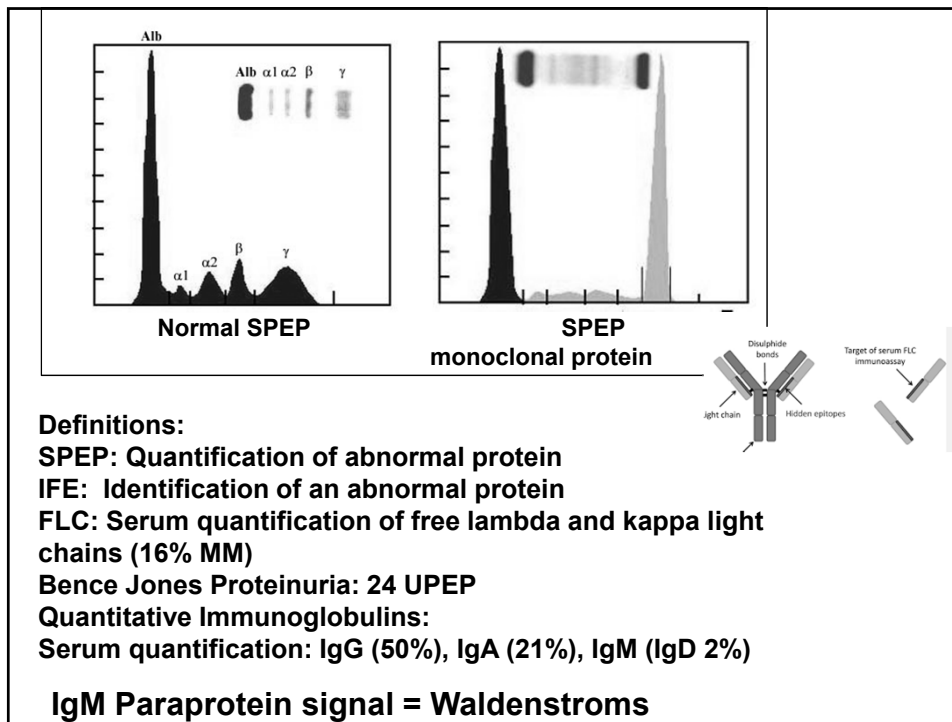 Alb
Alb α1 α2 β γ
α1 α2 β γ
Normal SPEP
SPEP
monoclonal protein
Disulphide
bonds
Target of serum FLC
immunoassay
ight chain
Hidden epitopes
Definitions:
SPEP: Quantification of abnormal protein
IFE: Identification of an abnormal protein
FLC: Serum quantification of free lambda and kappa light
chains (16% MM)
Bence Jones Proteinuria: 24 UPEP
Quantitative Immunoglobulins:
Serum quantification: IgG (50%), IgA (21%), IgM (IgD 2%)
IgM Paraprotein signal = Waldenstroms